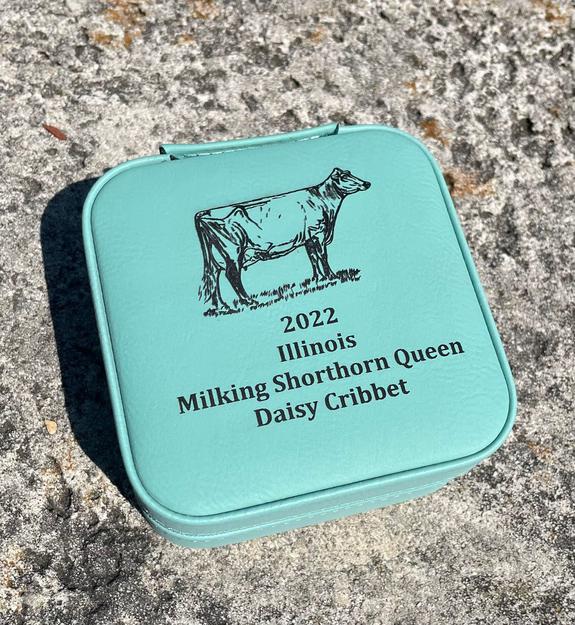 2022
Illinois
Milking Shorthorn Queen
Daisy Cribbet